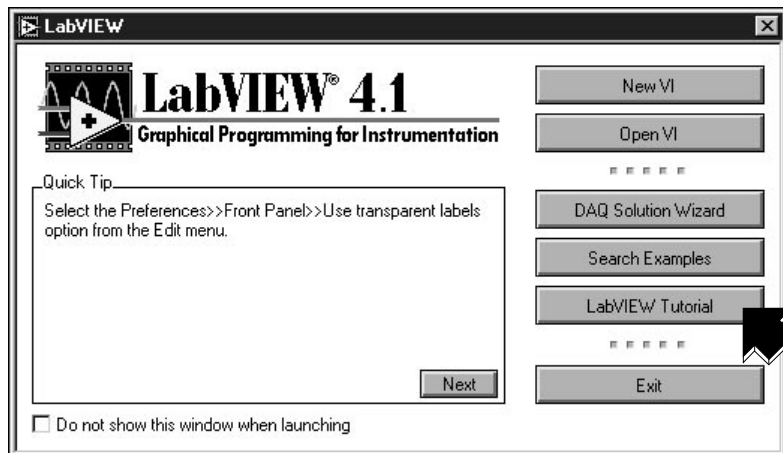 LabVIEW
LabVIEW® 4.1
Graphical Programming for Instrumentation
Quick Tip
Select the Preferences>>Front Panel>>Use transparent labels
option from the Edit menu.
Next
Do not show this window when launching
New VI
Open VI
DAQ Solution Wizard
Search Examples
LabVIEW Tutorial
Exit